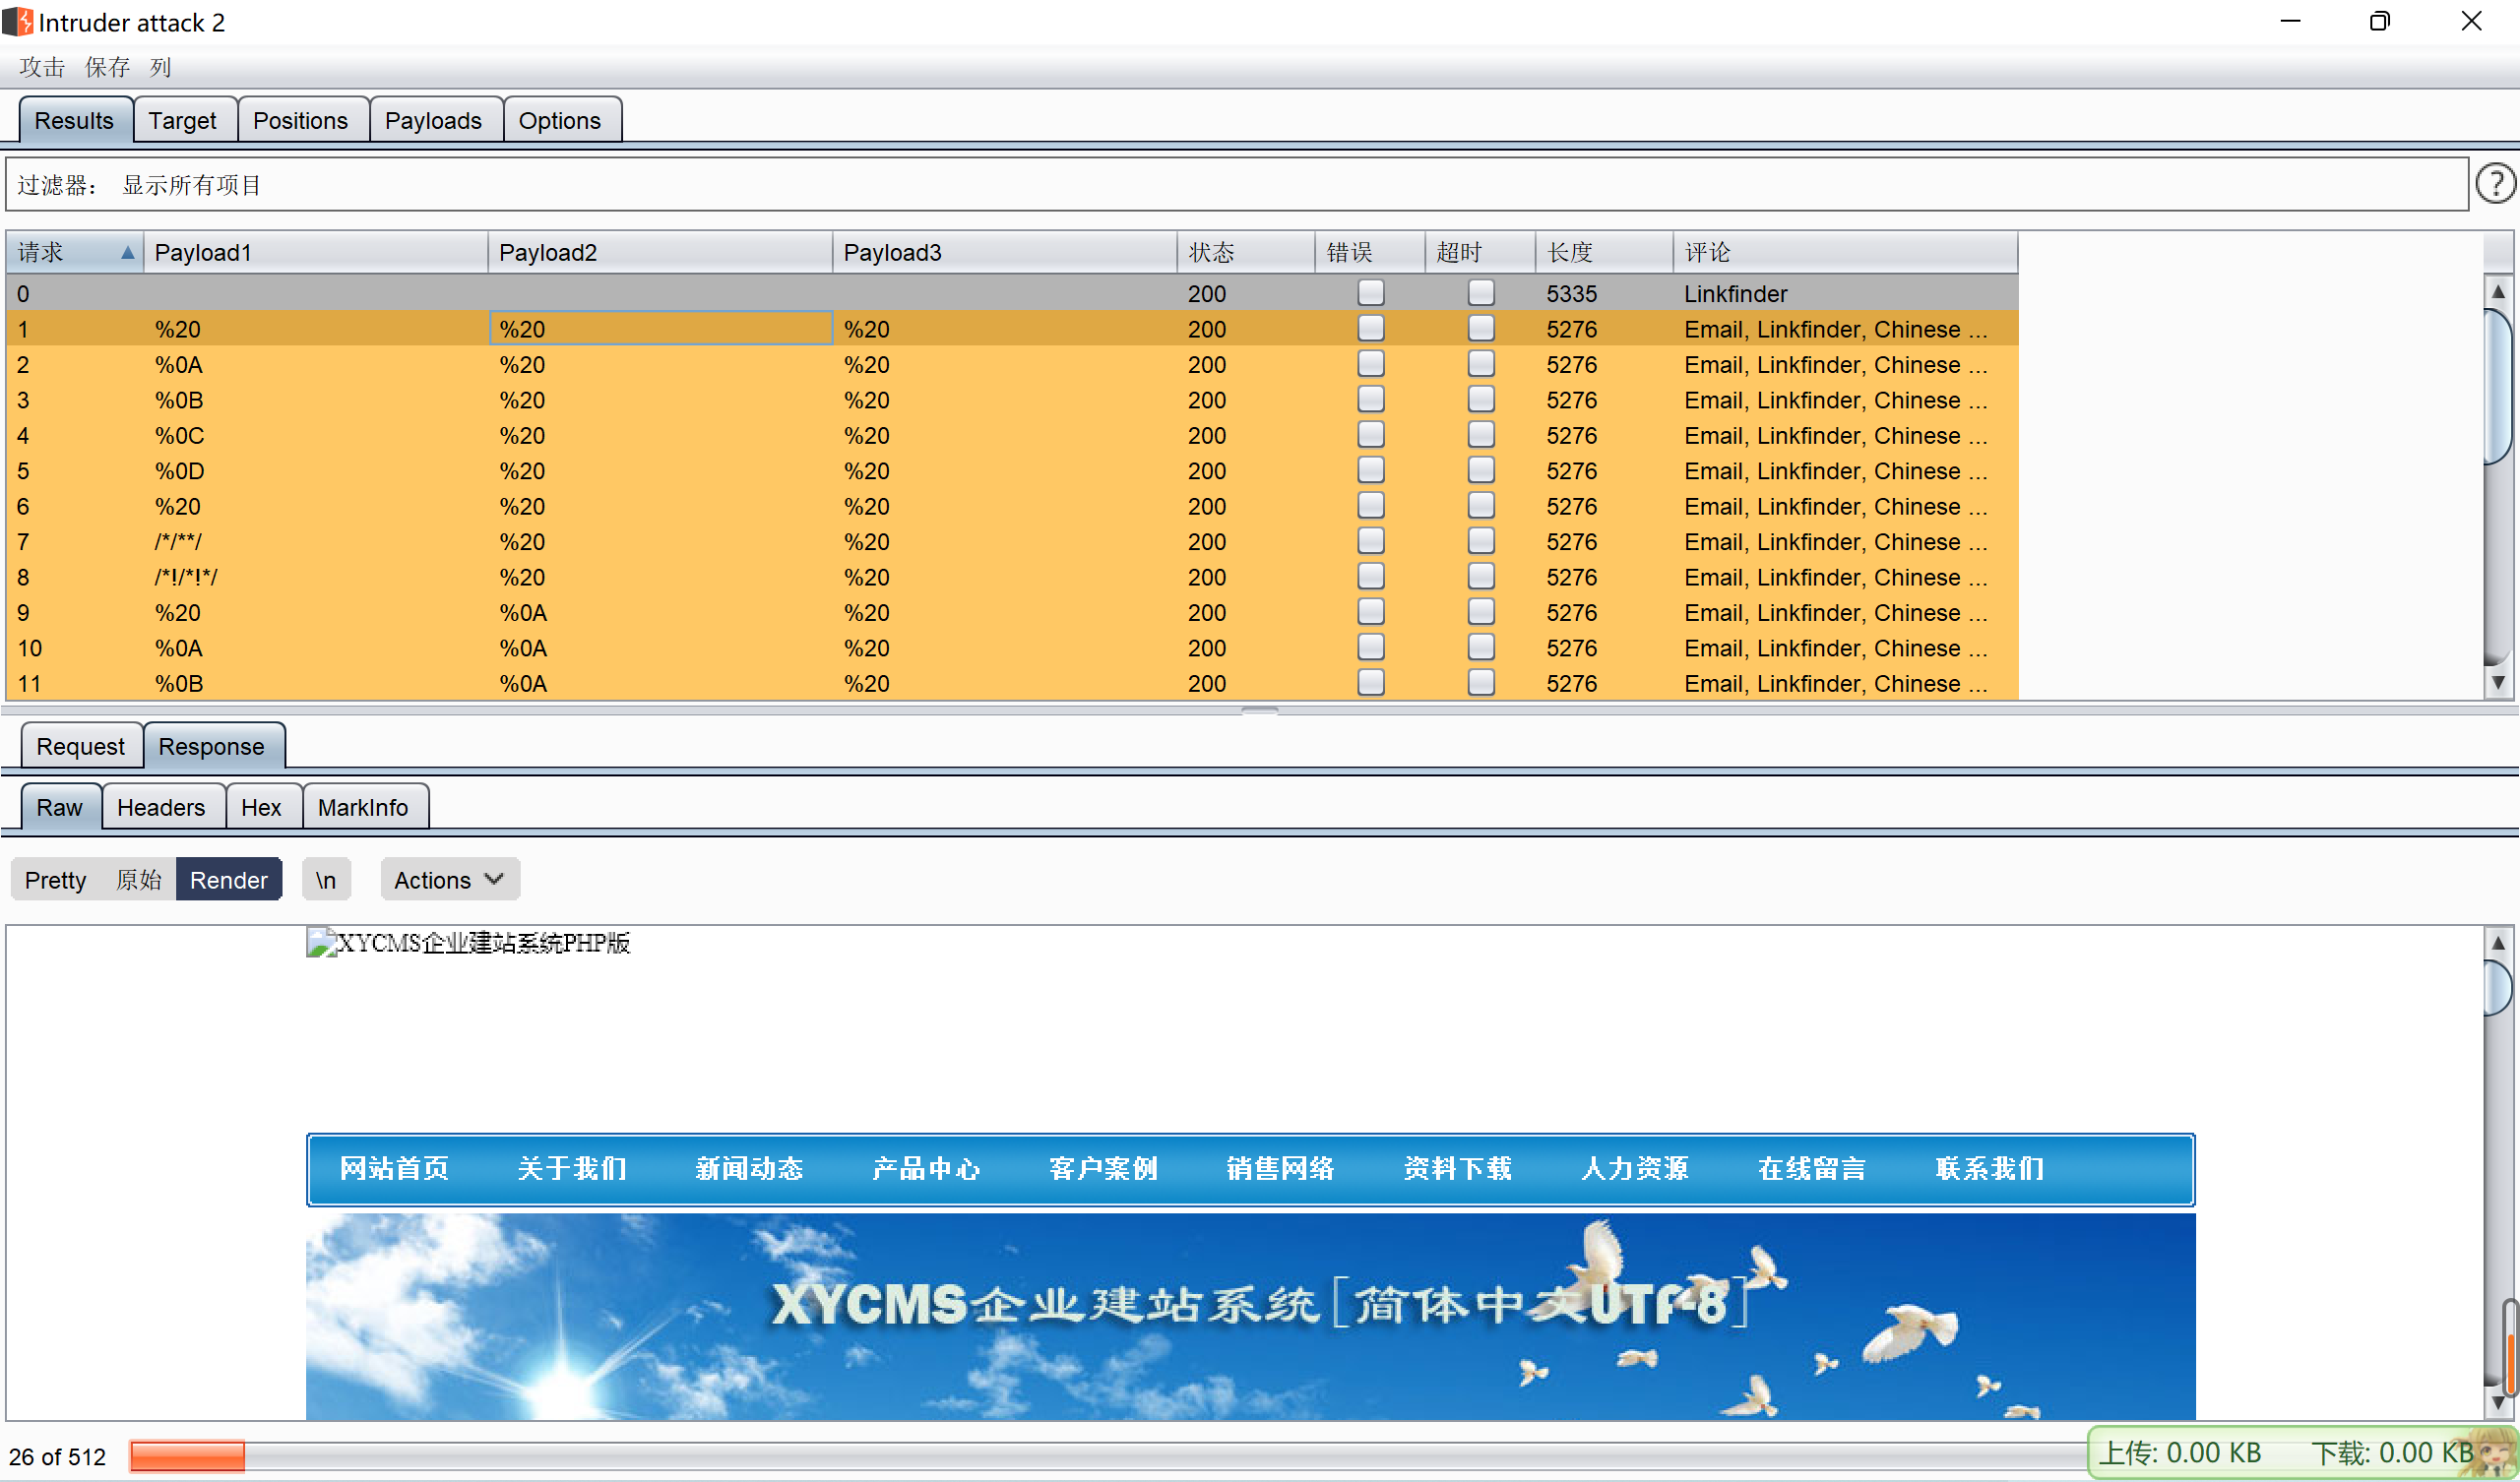 Intruder attack 2
攻击 保存 列
Results Target Positions Payloads Options
过滤器： 显示所有项目 ?
请求 Payload1 Payload2 Payload3 状态 错误 超时 长度 评论
0 200 5335 Linkfinder
1 %20 %20 %20 200 5276 Email, Linkfinder, Chinese ...
2 %0A %20 %20 200 5276 Email, Linkfinder, Chinese ...
3 %0B %20 %20 200 5276 Email, Linkfinder, Chinese ...
4 %0C %20 %20 200 5276 Email, Linkfinder, Chinese ...
5 %0D %20 %20 200 5276 Email, Linkfinder, Chinese ...
6 %20 %20 %20 200 5276 Email, Linkfinder, Chinese ...
7 /*/**/ %20 %20 200 5276 Email, Linkfinder, Chinese ...
8 /*!/*!*/ %20 %20 200 5276 Email, Linkfinder, Chinese ...
9 %20 %0A %20 200 5276 Email, Linkfinder, Chinese ...
10 %0A %0A %20 200 5276 Email, Linkfinder, Chinese ...
11 %0B %0A %20 200 5276 Email, Linkfinder, Chinese ...
Request Response
Raw Headers Hex MarkInfo
Pretty 原始 Render \n Actions
XYCMS企业建站系统PHP版
网站首页 关于我们 新闻动态 产品中心 客户案例 销售网络 资料下载 人力资源 在线留言 联系我们
XYCMS企业建站系统[简体中文UTF-8]
26 of 512
上传: 0.00 KB 下载: 0.00 KB